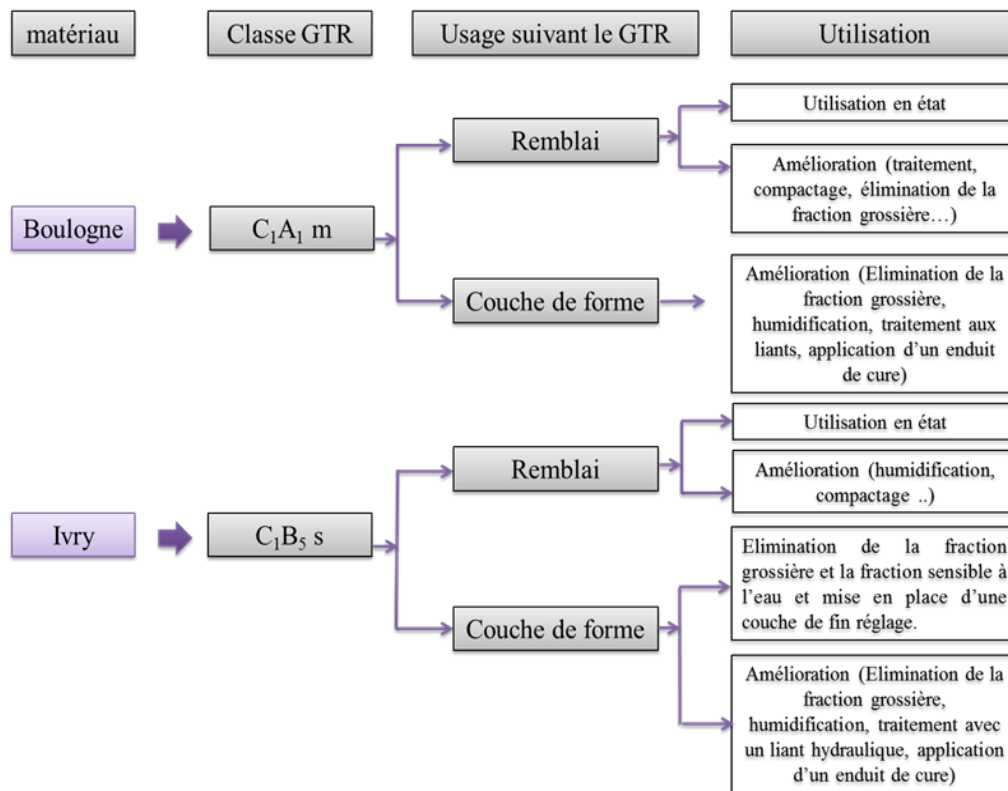 matériau
Classe GTR
Usage suivant le GTR
Utilisation
Boulogne
C₁A₁ m
Remblai
Utilisation en état
Amélioration (traitement,
compactage, élimination de la
fraction grossière…)
Couche de forme
Amélioration (Elimination de la
fraction grossière,
humidification, traitement aux
liants, application d’un enduit
de cure)
Ivry
C₁B₅ s
Remblai
Utilisation en état
Amélioration (humidification,
compactage ..)
Couche de forme
Elimination de la fraction
grossière et la fraction sensible à
l’eau et mise en place d’une
couche de fin réglage.
Amélioration (Elimination de la
fraction grossière,
humidification, traitement avec
un liant hydraulique, application
d’un enduit de cure)